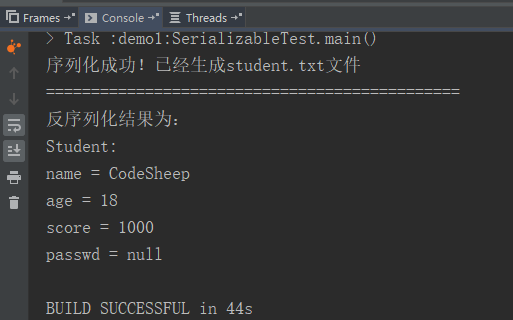 Frames Console Threads
> Task :demo1:SerializableTest.main()
序列化成功！已经生成student.txt文件
==============================================
反序列化结果为：
Student:
name = CodeSheep
age = 18
score = 1000
passwd = null
BUILD SUCCESSFUL in 44s